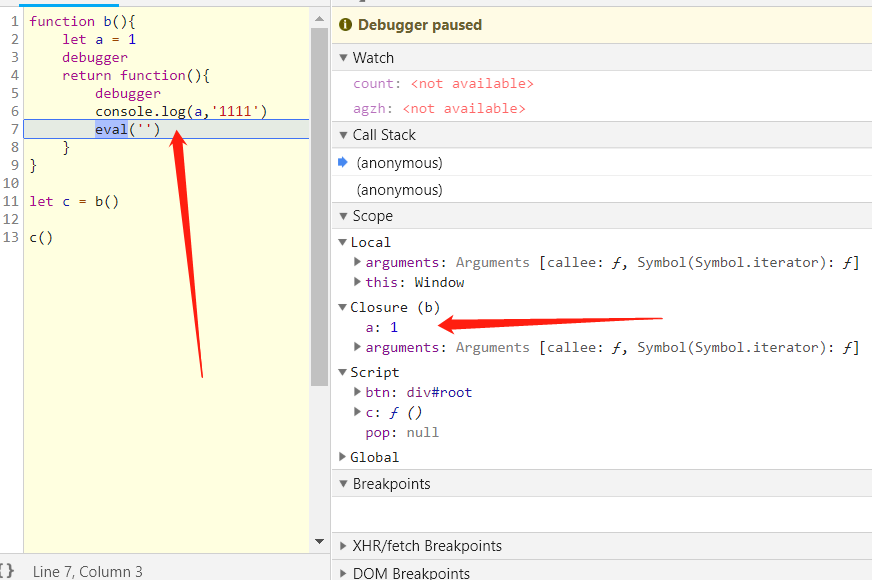 1 function b(){
2 let a = 1
3 debugger
4 return function(){
5 debugger
6 console.log(a,'1111')
7 eval('')
8 }
9 }
10
11 let c = b()
12
13 c()
{} Line 7, Column 3
Debugger paused
Watch
count: <not available>
agzh: <not available>
Call Stack
(anonymous)
(anonymous)
Scope
Local
arguments: Arguments [callee: ƒ, Symbol(Symbol.iterator): ƒ]
this: Window
Closure (b)
a: 1
arguments: Arguments [callee: ƒ, Symbol(Symbol.iterator): ƒ]
Script
btn: div#root
c: ƒ ()
pop: null
Global
Breakpoints
XHR/fetch Breakpoints
DOM Breakpoints